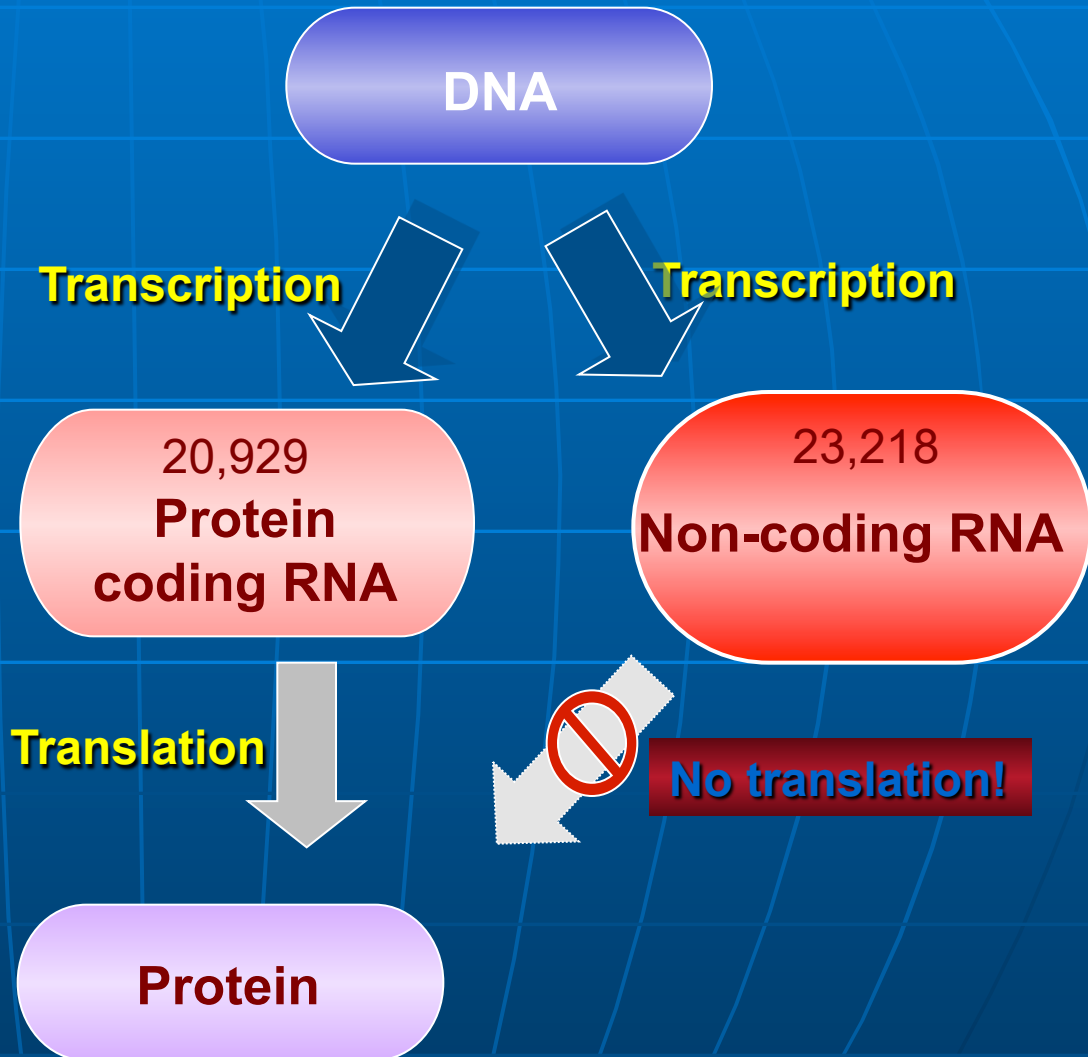 DNA
Transcription
Transcription
20,929
Protein
coding RNA
23,218
Non-coding RNA
Translation
No translation!
Protein